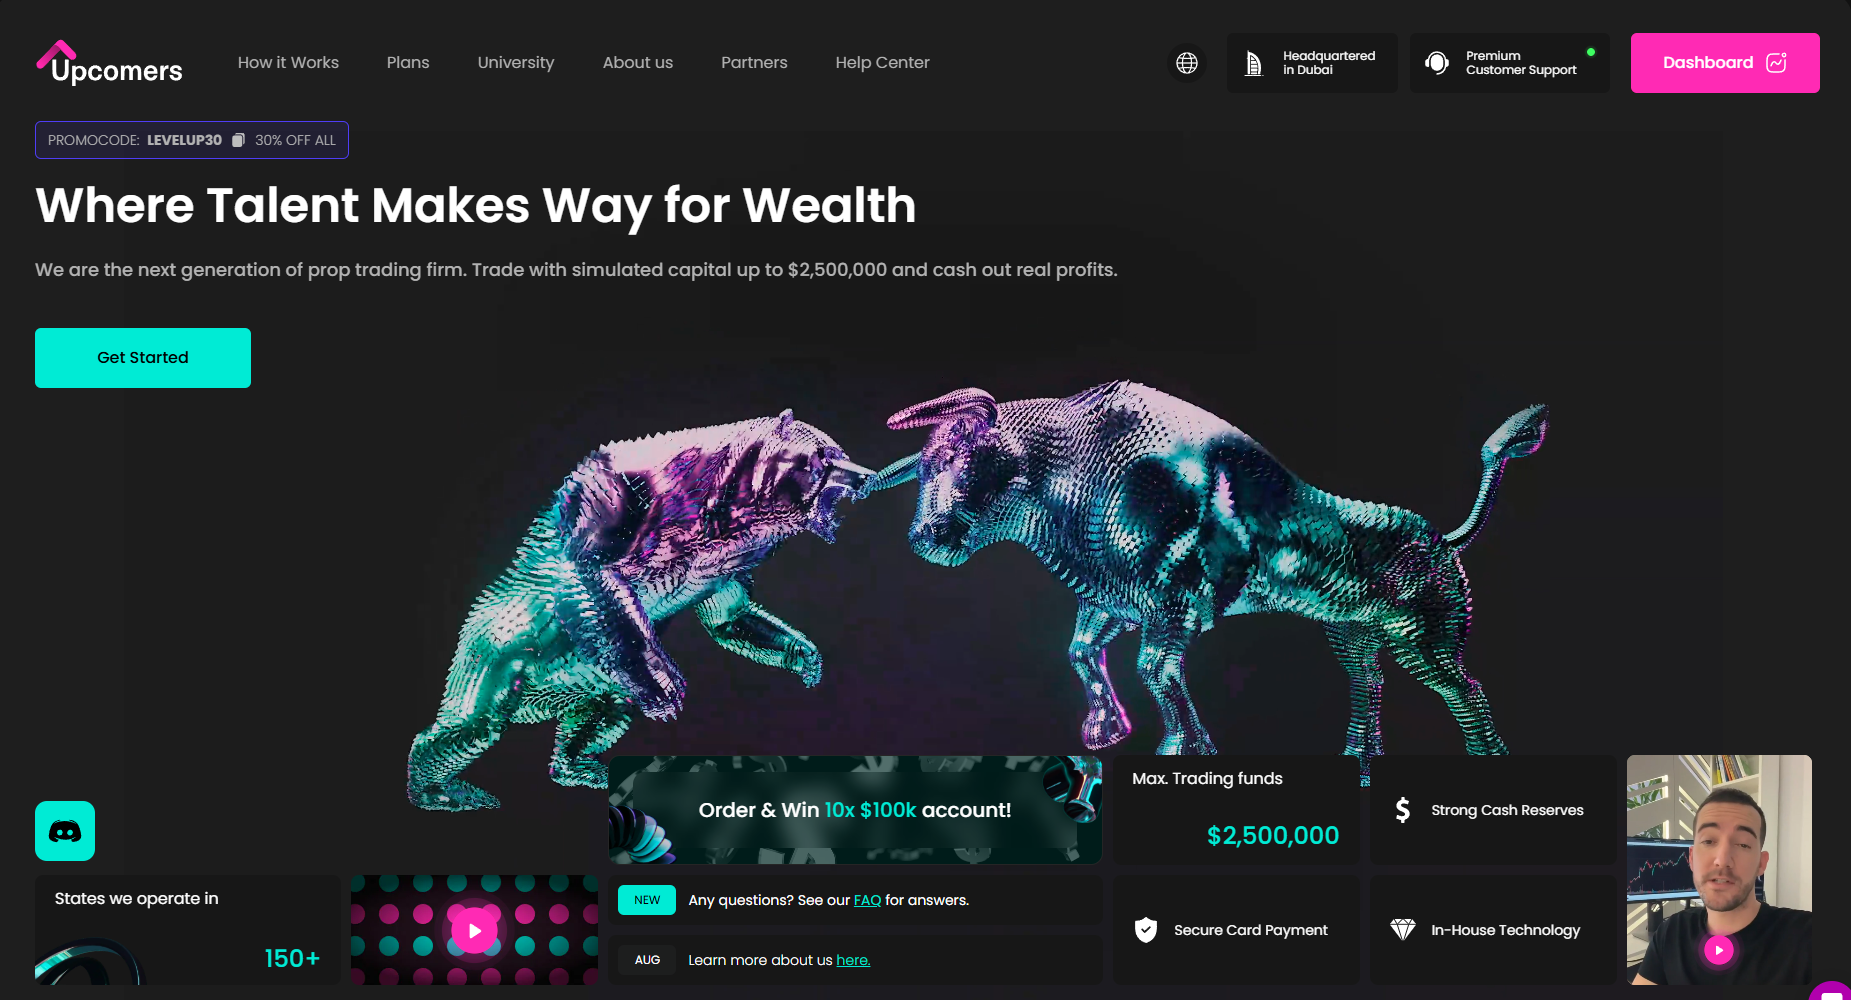 Upcomers
How it Works
Plans
University
About us
Partners
Help Center
Headquartered
in Dubai
Premium
Customer Support
Dashboard
PROMOCODE: LEVELUP30 30% OFF ALL
Where Talent Makes Way for Wealth
We are the next generation of prop trading firm. Trade with simulated capital up to $2,500,000 and cash out real profits.
Get Started
Order & Win 10x $100k account!
Max. Trading funds
$2,500,000
Strong Cash Reserves
States we operate in
150+
NEW
Any questions? See our FAQ for answers.
AUG
Learn more about us here.
Secure Card Payment
In-House Technology